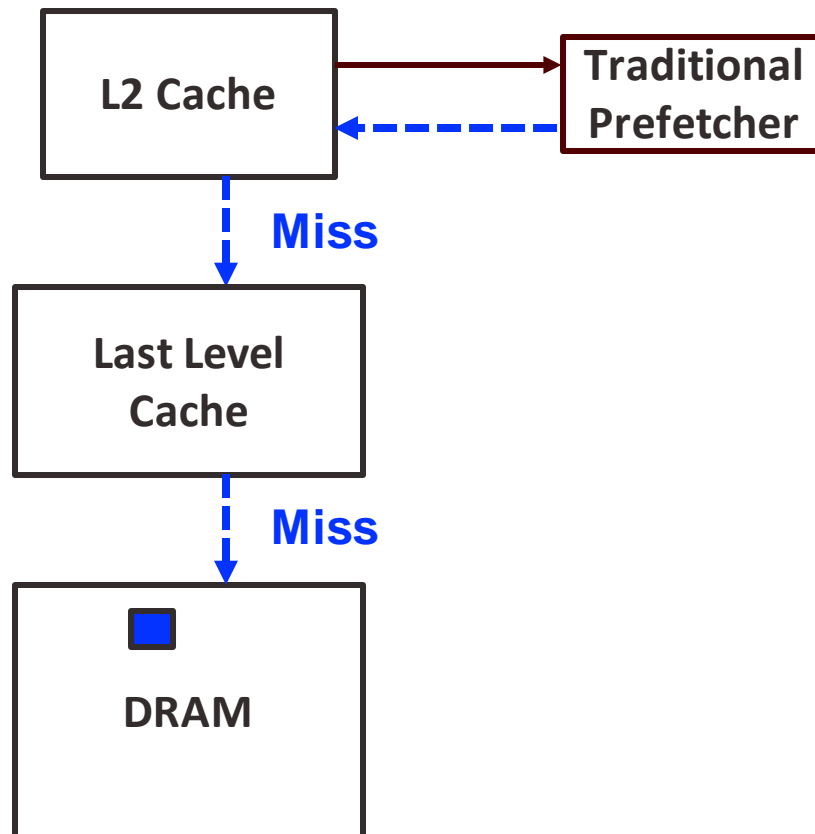 L2 Cache
Traditional
Prefetcher
Miss
Last Level
Cache
Miss
DRAM